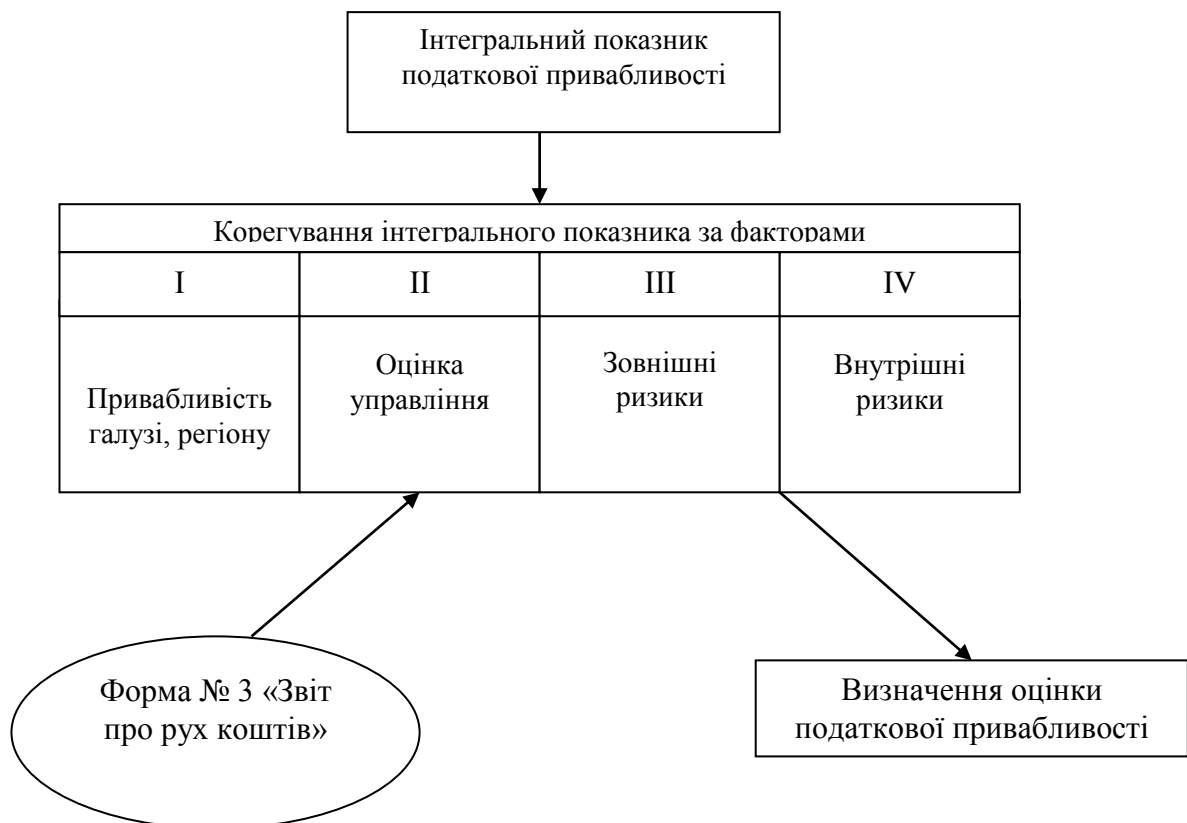 Інтегральний показник
податкової привабливості
Корегування інтегрального показника за факторами
I
II
III
IV
Привабливість
галузі, регіону
Оцінка
управління
Зовнішні
ризики
Внутрішні
ризики
Форма № 3 «Звіт
про рух коштів»
Визначення оцінки
податкової привабливості